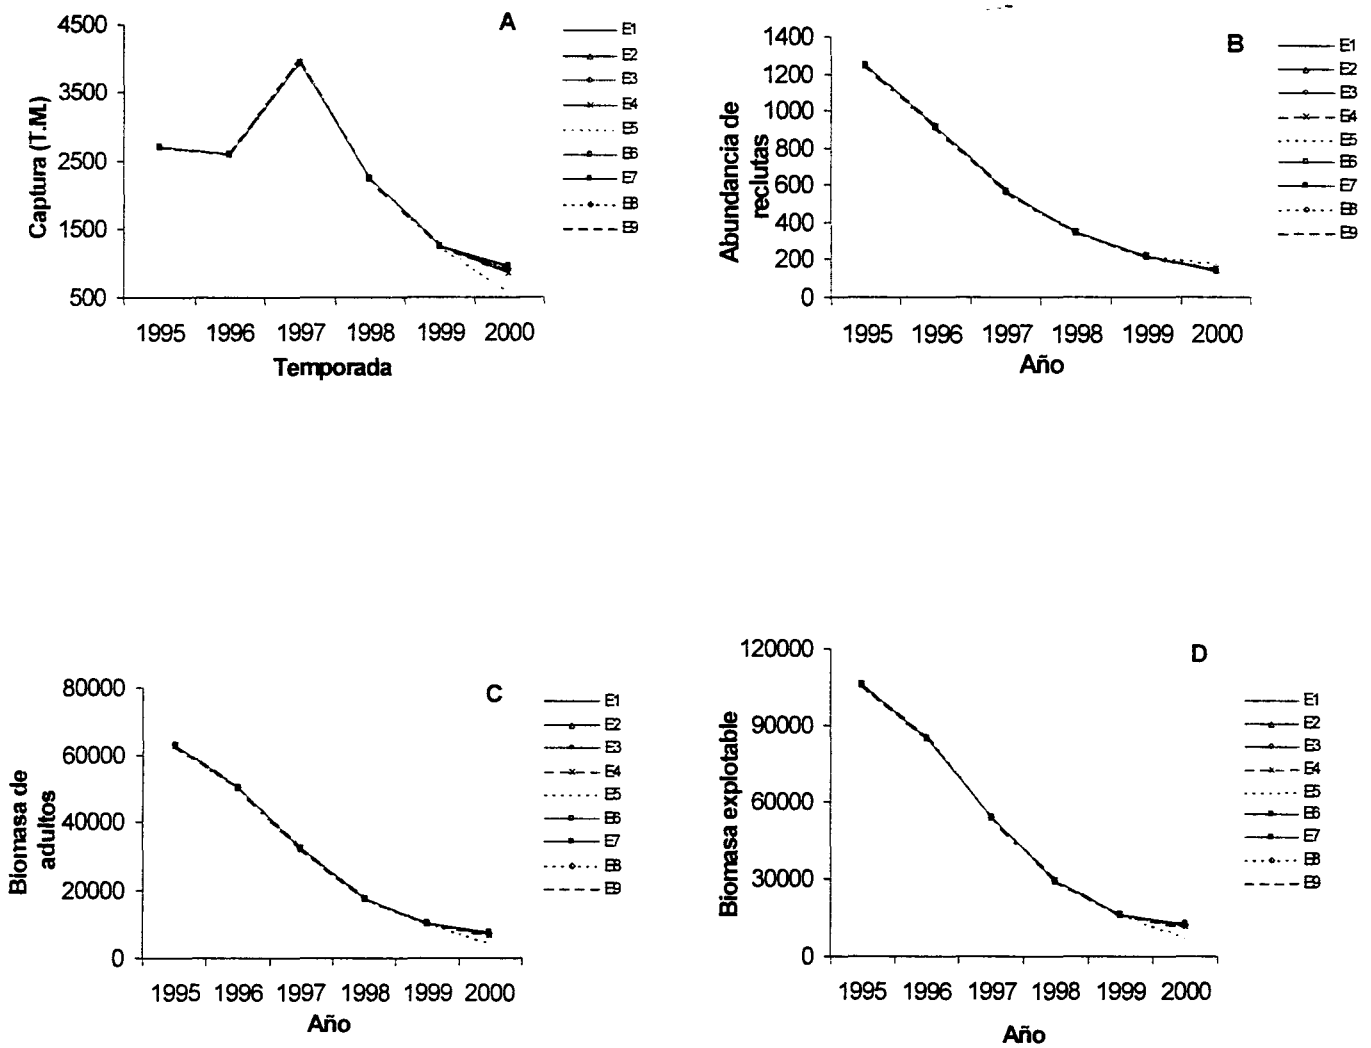 A
4500
3500
2500
1500
500
Captura (T.M.)
1995 1996 1997 1998 1999 2000
Temporada
E1
E2
E3
E4
E5
E6
E7
E8
E9
B
1400
1200
1000
800
600
400
200
0
Abundancia de
reclutas
1995 1996 1997 1998 1999 2000
Año
E1
E2
E3
E4
E5
E6
E7
E8
E9
C
80000
60000
40000
20000
0
Biomasa de
adultos
1995 1996 1997 1998 1999 2000
Año
E1
E2
E3
E4
E5
E6
E7
E8
E9
D
120000
90000
60000
30000
0
Biomasa explotable
1995 1996 1997 1998 1999 2000
Año
E1
E2
E3
E4
E5
E6
E7
E8
E9